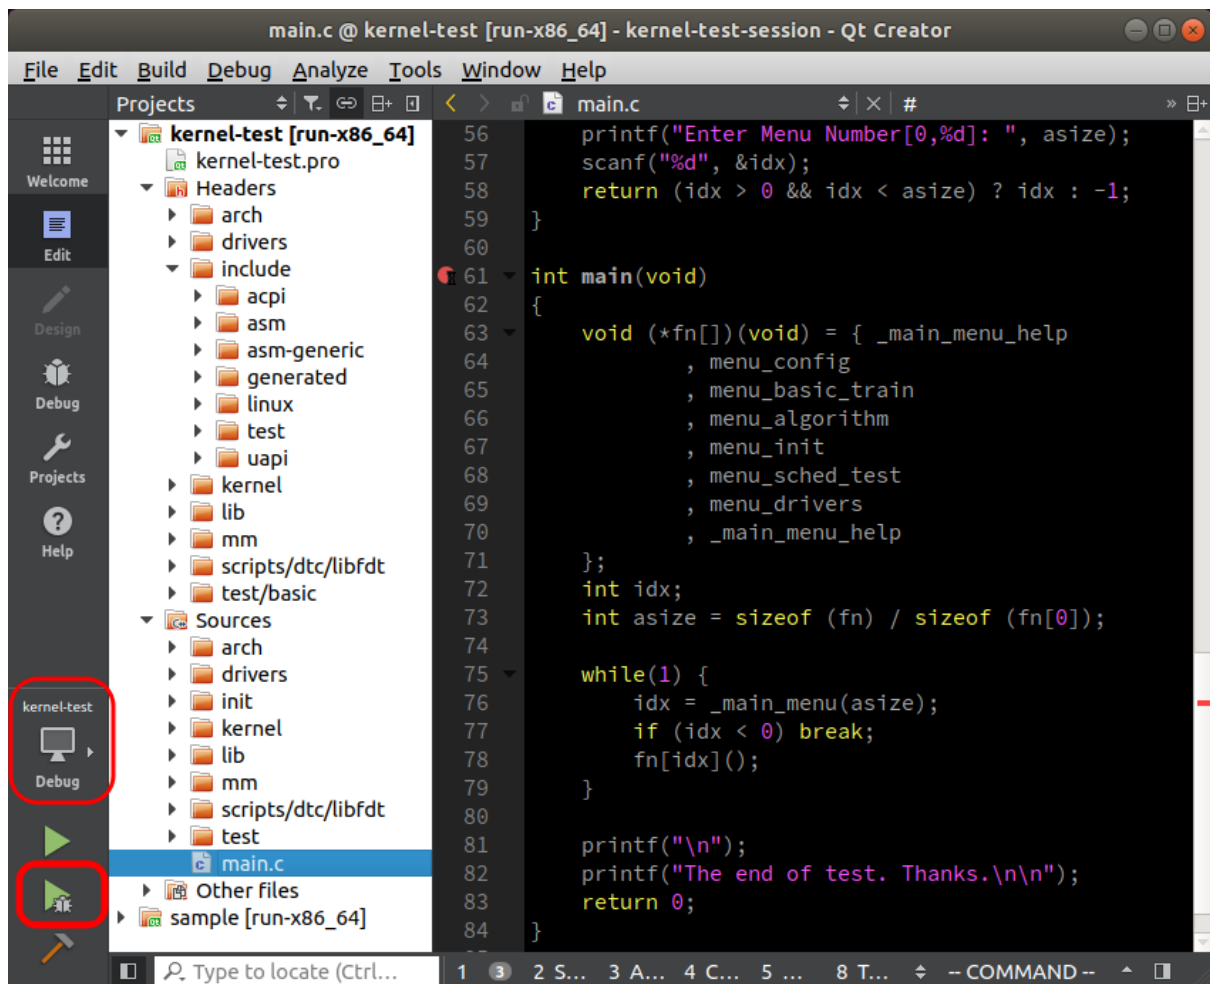 main.c @ kernel-test [run-x86_64] - kernel-test-session - Qt Creator
File Edit Build Debug Analyze Tools Window Help
Projects
main.c
#
»
Welcome
Edit
Design
Debug
Projects
Help
kernel-test
Debug
kernel-test [run-x86_64]
kernel-test.pro
Headers
arch
drivers
include
acpi
asm
asm-generic
generated
linux
test
uapi
kernel
lib
mm
scripts/dtc/libfdt
test/basic
Sources
arch
drivers
init
kernel
lib
mm
scripts/dtc/libfdt
test
main.c
Other files
sample [run-x86_64]
56 printf("Enter Menu Number[0,%d]: ", asize);
57 scanf("%d", &idx);
58 return (idx > 0 && idx < asize) ? idx : -1;
59 }
60
61 int main(void)
62 {
63 void (*fn[])(void) = { _main_menu_help
64 , menu_config
65 , menu_basic_train
66 , menu_algorithm
67 , menu_init
68 , menu_sched_test
69 , menu_drivers
70 , _main_menu_help
71 };
72 int idx;
73 int asize = sizeof (fn) / sizeof (fn[0]);
74
75 while(1) {
76 idx = _main_menu(asize);
77 if (idx < 0) break;
78 fn[idx]();
79 }
80
81 printf("\n");
82 printf("The end of test. Thanks.\n\n");
83 return 0;
84 }
Type to locate (Ctrl...
1 3 2 S... 3 A... 4 C... 5 ... 8 T... -- COMMAND --